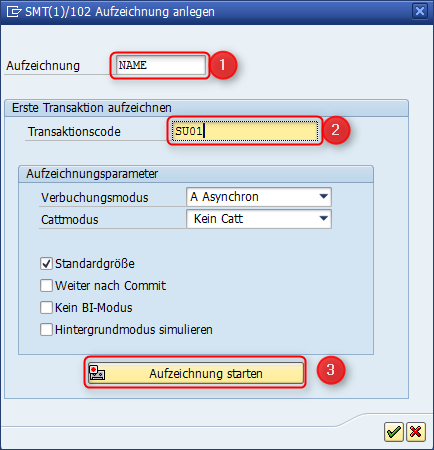 SMT(1)/102 Aufzeichnung anlegen
Aufzeichnung NAME 1
Erste Transaktion aufzeichnen
Transaktionscode SU01 2
Aufzeichnungsparameter
Verbuchungsmodus A Asynchron
Cattmodus Kein Catt
Standardgröße
Weiter nach Commit
Kein BI-Modus
Hintergrundmodus simulieren
Aufzeichnung starten 3